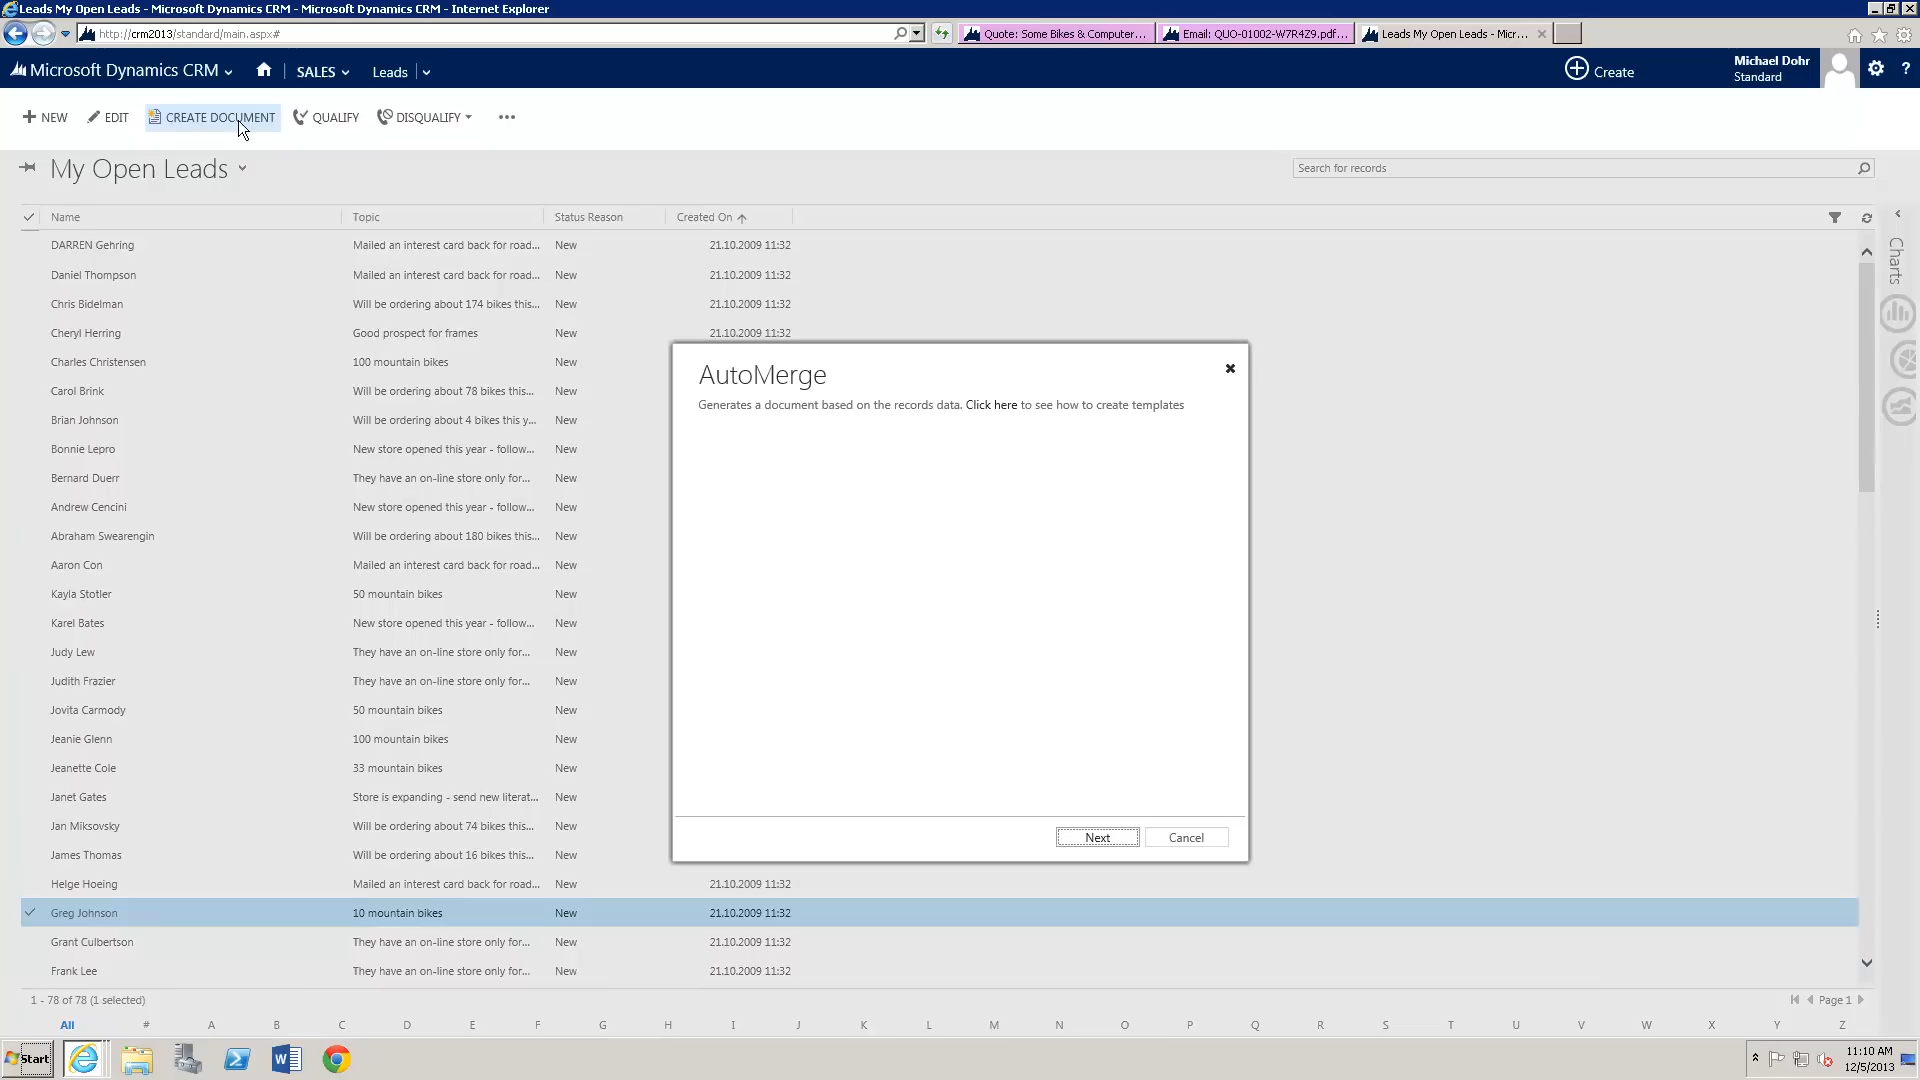 Leads My Open Leads - Microsoft Dynamics CRM - Microsoft Dynamics CRM - Internet Explorer
http://crm2013/standard/main.aspx#
Quote: Some Bikes & Computer...
Email: QUO-01002-W7R4Z9.pdf...
Leads My Open Leads - Micr...
Microsoft Dynamics CRM
SALES
Leads
Create
Michael Dohr
Standard
?
NEW
EDIT
CREATE DOCUMENT
QUALIFY
DISQUALIFY
My Open Leads
Search for records
Name Topic Status Reason Created On
Charts
DARREN Gehring Mailed an interest card back for road... New 21.10.2009 11:32
Daniel Thompson Mailed an interest card back for road... New 21.10.2009 11:32
Chris Bidelman Will be ordering about 174 bikes this... New 21.10.2009 11:32
Cheryl Herring Good prospect for frames New 21.10.2009 11:32
Charles Christensen 100 mountain bikes New
Carol Brink Will be ordering about 78 bikes this... New
Brian Johnson Will be ordering about 4 bikes this y... New
Bonnie Lepro New store opened this year - follow... New
Bernard Duerr They have an on-line store only for... New
Andrew Cencini New store opened this year - follow... New
Abraham Swearengin Will be ordering about 180 bikes this... New
Aaron Con Mailed an interest card back for road... New
Kayla Stotler 50 mountain bikes New
Karel Bates New store opened this year - follow... New
Judy Lew They have an on-line store only for... New
Judith Frazier They have an on-line store only for... New
Jovita Carmody 50 mountain bikes New
Jeanie Glenn 100 mountain bikes New
Jeanette Cole 33 mountain bikes New
Janet Gates Store is expanding - send new literat... New
Jan Miksovsky Will be ordering about 74 bikes this... New
James Thomas Will be ordering about 16 bikes this... New
Helge Hoeing Mailed an interest card back for road... New 21.10.2009 11:32
Greg Johnson 10 mountain bikes New 21.10.2009 11:32
Grant Culbertson They have an on-line store only for... New 21.10.2009 11:32
Frank Lee They have an on-line store only for... New 21.10.2009 11:32
AutoMerge
Generates a document based on the records data. Click here to see how to create templates
Next
Cancel
1 - 78 of 78 (1 selected)
Page 1
All # A B C D E F G H I J K L M N O P Q R S T U V W X Y Z
Start
11:10 AM
12/5/2013